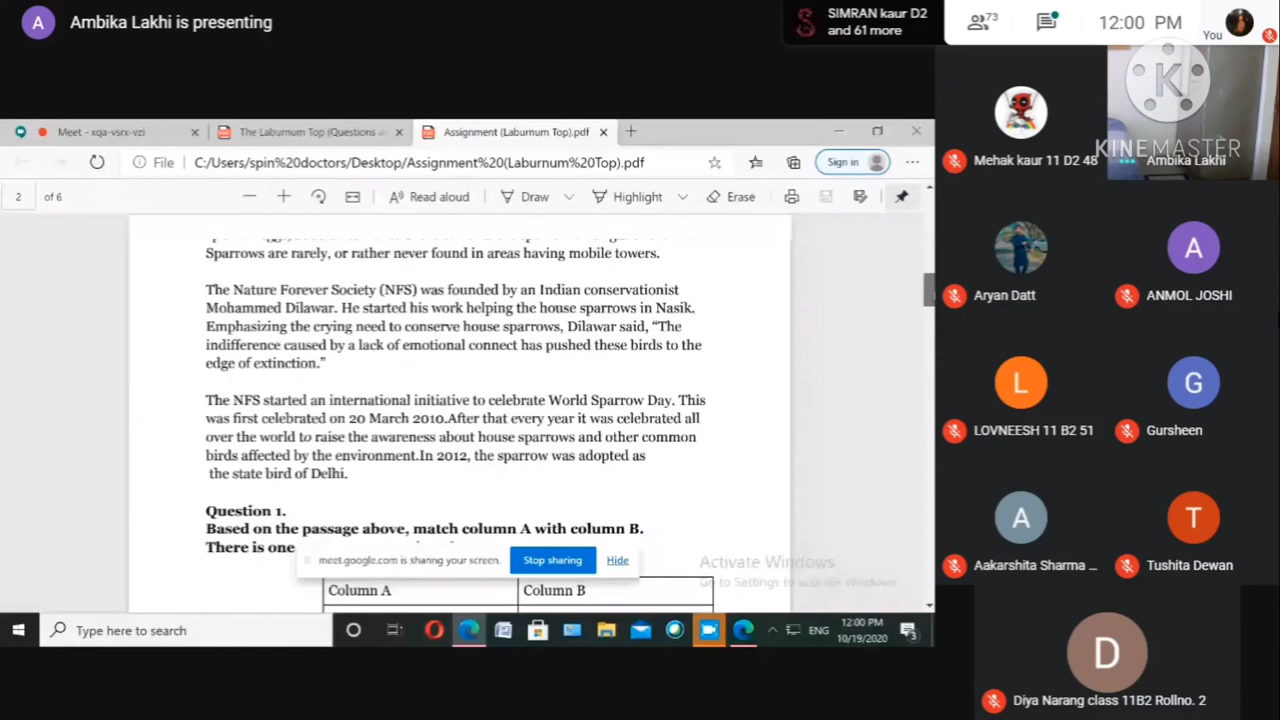 A Ambika Lakhi is presenting
SIMRAN kaur D2
and 61 more
73
12:00 PM
You
Meet - xqa-vsrx-vzi
The Laburnum Top (Questions a
Assignment (Laburnum Top).pdf
File C:/Users/spin%20doctors/Desktop/Assignment%20(Laburnum%20Top).pdf
Sign in
2 of 6
Read aloud
Draw
Highlight
Erase
Sparrows are rarely, or rather never found in areas having mobile towers.
The Nature Forever Society (NFS) was founded by an Indian conservationist
Mohammed Dilawar. He started his work helping the house sparrows in Nasik.
Emphasizing the crying need to conserve house sparrows, Dilawar said, “The
indifference caused by a lack of emotional connect has pushed these birds to the
edge of extinction.”
The NFS started an international initiative to celebrate World Sparrow Day. This
was first celebrated on 20 March 2010.After that every year it was celebrated all
over the world to raise the awareness about house sparrows and other common
birds affected by the environment.In 2012, the sparrow was adopted as
the state bird of Delhi.
Question 1.
Based on the passage above, match column A with column B.
There is one
meet.google.com is sharing your screen.
Stop sharing
Hide
Column A
Column B
Activate Windows
Go to Settings to activate Windows.
Type here to search
ENG
12:00 PM
10/19/2020
3
Mehak kaur 11 D2 48
K
KINEMASTER
Ambika Lakhi
Aryan Datt
A
ANMOL JOSHI
L
LOVNEESH 11 B2 51
G
Gursheen
A
Aakarshita Sharma ...
T
Tushita Dewan
D
Diya Narang class 11B2 Rollno. 2